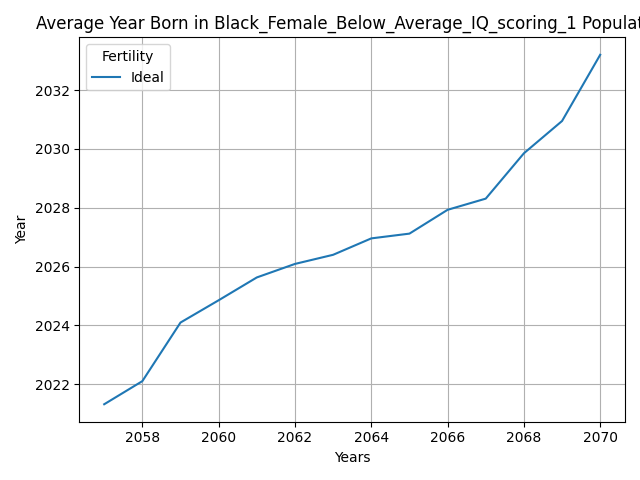 Average Year Born in Black_Female_Below_Average_IQ_scoring_1 Populat
Fertility
Ideal
2032
2030
2028
2026
2024
2022
Year
2058 2060 2062 2064 2066 2068 2070
Years